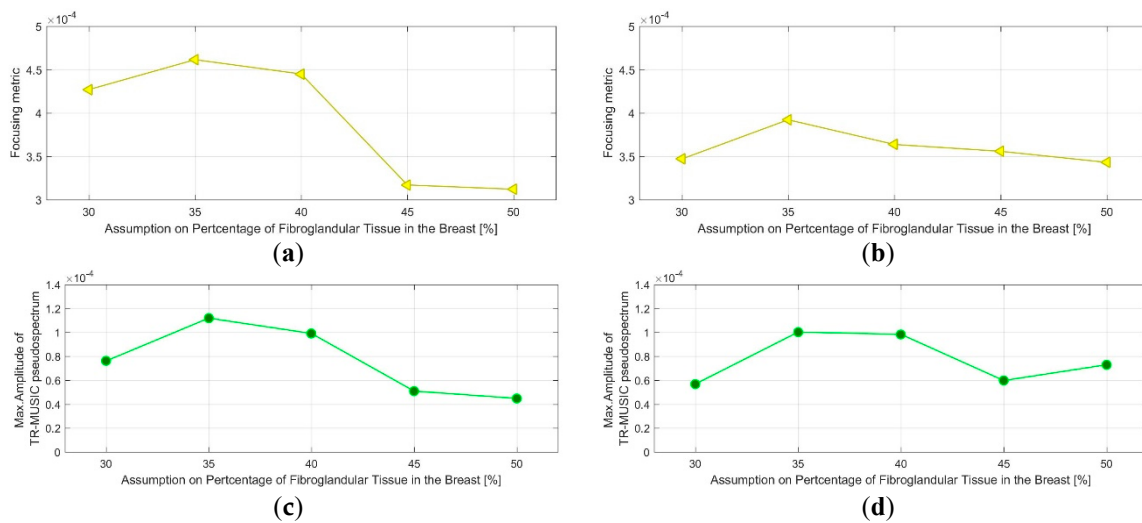 ×10⁻⁴
5
4.5
4
3.5
3
Focusing metric
30 35 40 45 50
Assumption on Pertcentage of Fibroglandular Tissue in the Breast [%]
(a)
×10⁻⁴
5
4.5
4
3.5
3
Focusing metric
30 35 40 45 50
Assumption on Pertcentage of Fibroglandular Tissue in the Breast [%]
(b)
×10⁻⁴
1.4
1.2
1
0.8
0.6
0.4
0.2
0
Max.Amplitude of
TR-MUSIC pseudospectrum
30 35 40 45 50
Assumption on Pertcentage of Fibroglandular Tissue in the Breast [%]
(c)
×10⁻⁴
1.4
1.2
1
0.8
0.6
0.4
0.2
0
Max.Amplitude of
TR-MUSIC pseudospectrum
30 35 40 45 50
Assumption on Pertcentage of Fibroglandular Tissue in the Breast [%]
(d)